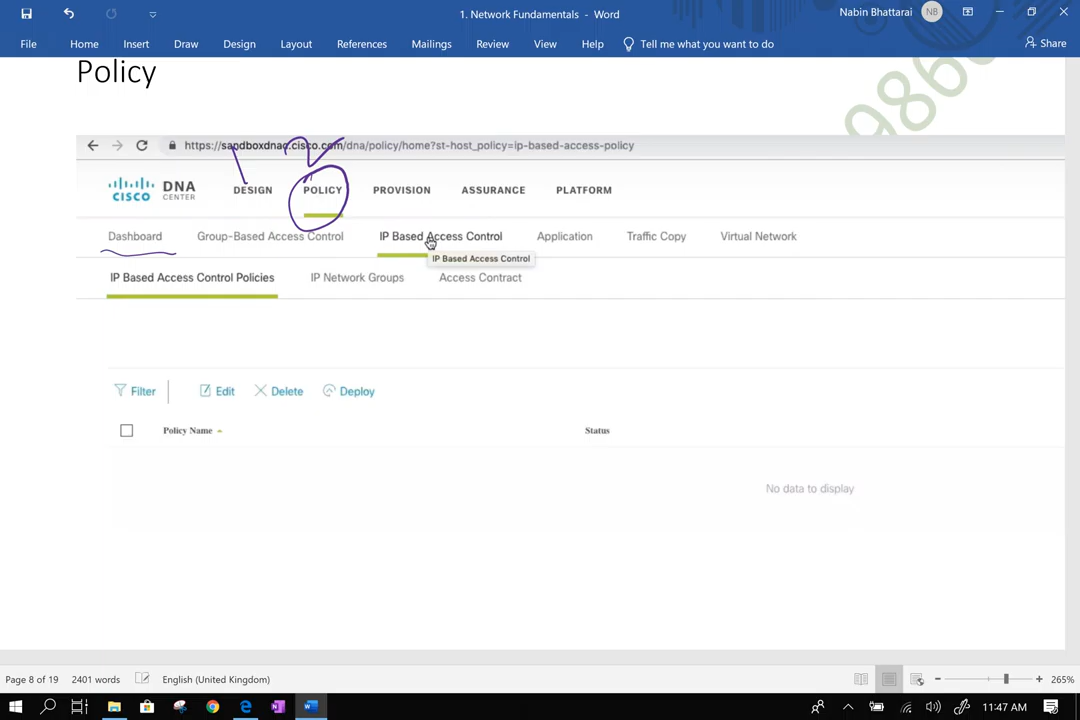 1. Network Fundamentals - Word
Nabin Bhattarai NB
File Home Insert Draw Design Layout References Mailings Review View Help Tell me what you want to do Share
Policy
986
https://sandboxdnac.cisco.com/dna/policy/home?st-host_policy=ip-based-access-policy
CISCO DNA CENTER DESIGN POLICY PROVISION ASSURANCE PLATFORM
1 2
Dashboard Group-Based Access Control IP Based Access Control Application Traffic Copy Virtual Network
IP Based Access Control
IP Based Access Control Policies IP Network Groups Access Contract
Filter Edit Delete Deploy
Policy Name Status
No data to display
Page 8 of 19 2401 words English (United Kingdom) 265%
11:47 AM